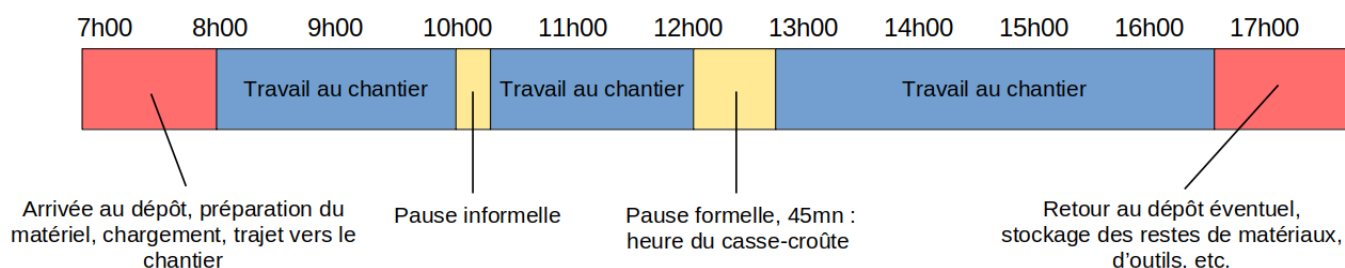 7h00 8h00 9h00 10h00 11h00 12h00 13h00 14h00 15h00 16h00 17h00
Travail au chantier Travail au chantier Travail au chantier
Arrivée au dépôt, préparation du
matériel, chargement, trajet vers le
chantier
Pause informelle
Pause formelle, 45mn :
heure du casse-croûte
Retour au dépôt éventuel,
stockage des restes de matériaux,
d'outils, etc.